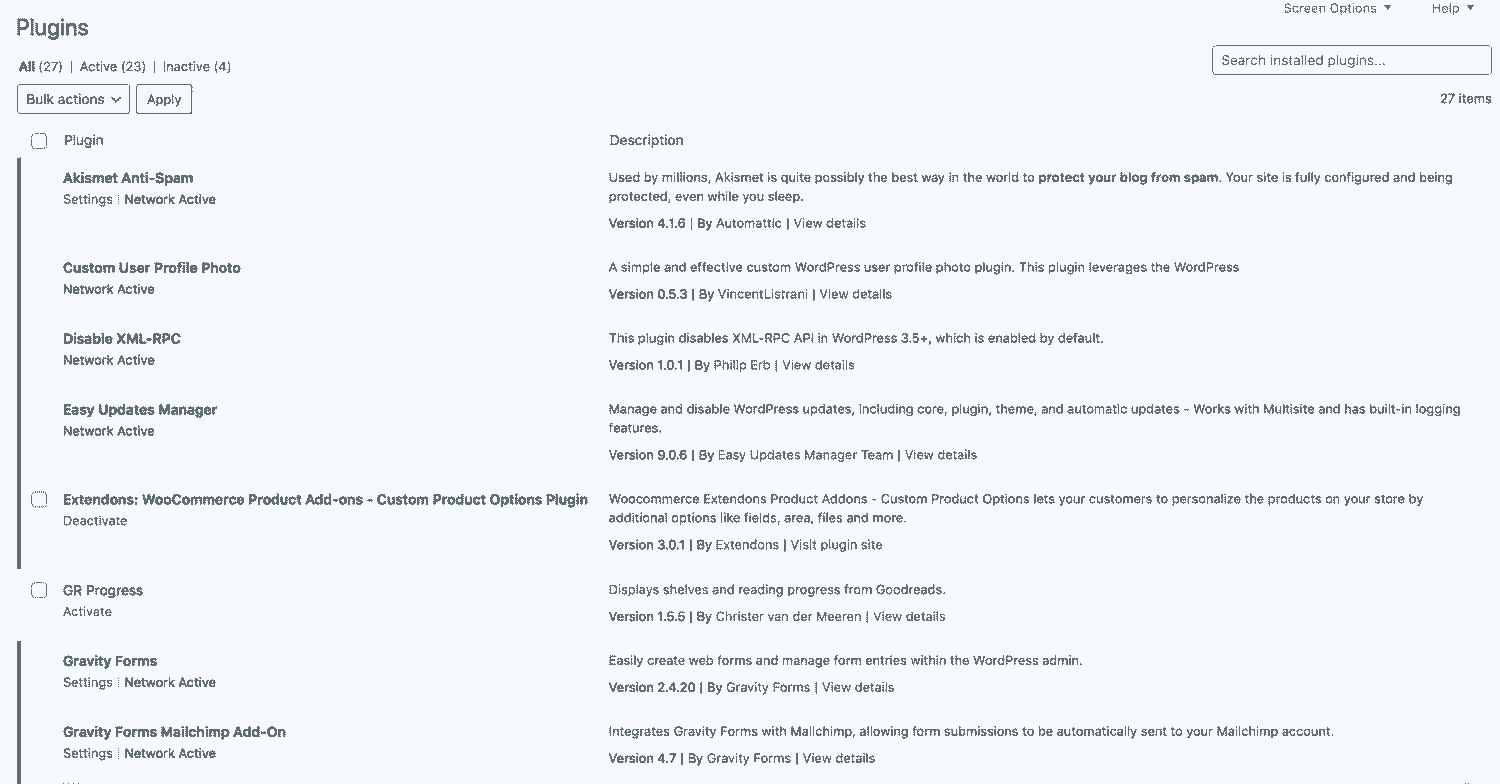 Screen Options ▼ Help ▼
Plugins
All (27) | Active (23) | Inactive (4)
Search installed plugins...
Bulk actions Apply
27 items
Plugin Description
Akismet Anti-Spam
Settings | Network Active
Used by millions, Akismet is quite possibly the best way in the world to protect your blog from spam. Your site is fully configured and being
protected, even while you sleep.
Version 4.1.6 | By Automattic | View details
Custom User Profile Photo
Network Active
A simple and effective custom WordPress user profile photo plugin. This plugin leverages the WordPress
Version 0.5.3 | By VincentListrani | View details
Disable XML-RPC
Network Active
This plugin disables XML-RPC API in WordPress 3.5+, which is enabled by default.
Version 1.0.1 | By Philip Erb | View details
Easy Updates Manager
Network Active
Manage and disable WordPress updates, including core, plugin, theme, and automatic updates - Works with Multisite and has built-in logging
features.
Version 9.0.6 | By Easy Updates Manager Team | View details
Extendons: WooCommerce Product Add-ons - Custom Product Options Plugin
Deactivate
Woocommerce Extendons Product Addons - Custom Product Options lets your customers to personalize the products on your store by
additional options like fields, area, files and more.
Version 3.0.1 | By Extendons | Visit plugin site
GR Progress
Activate
Displays shelves and reading progress from Goodreads.
Version 1.5.5 | By Christer van der Meeren | View details
Gravity Forms
Settings | Network Active
Easily create web forms and manage form entries within the WordPress admin.
Version 2.4.20 | By Gravity Forms | View details
Gravity Forms Mailchimp Add-On
Settings | Network Active
Integrates Gravity Forms with Mailchimp, allowing form submissions to be automatically sent to your Mailchimp account.
Version 4.7 | By Gravity Forms | View details